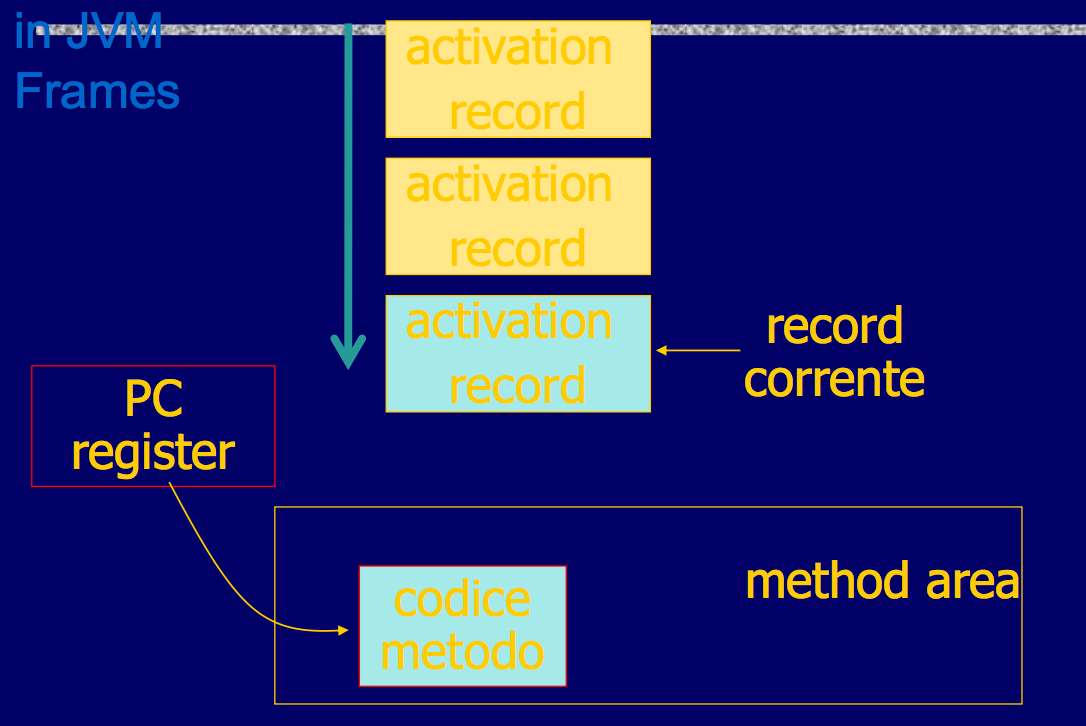 in JVM
Frames
activation
record
activation
record
activation
record
record
corrente
PC
register
method area
codice
metodo